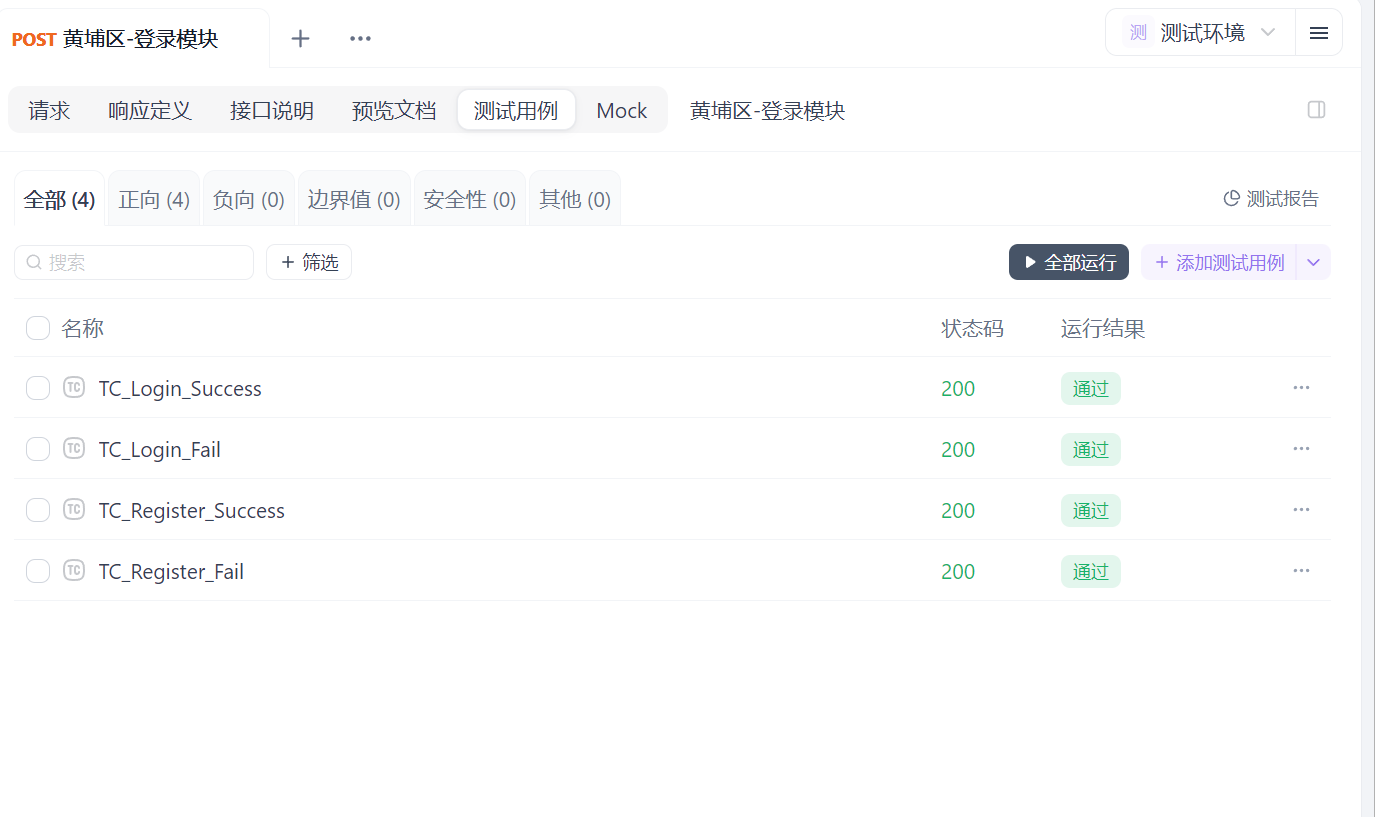 POST 黄埔区-登录模块
测 测试环境
请求 响应定义 接口说明 预览文档 测试用例 Mock 黄埔区-登录模块
全部 (4) 正向 (4) 负向 (0) 边界值 (0) 安全性 (0) 其他 (0) 测试报告
搜索 + 筛选 全部运行 + 添加测试用例
名称 状态码 运行结果
TC TC_Login_Success 200 通过
TC TC_Login_Fail 200 通过
TC TC_Register_Success 200 通过
TC TC_Register_Fail 200 通过